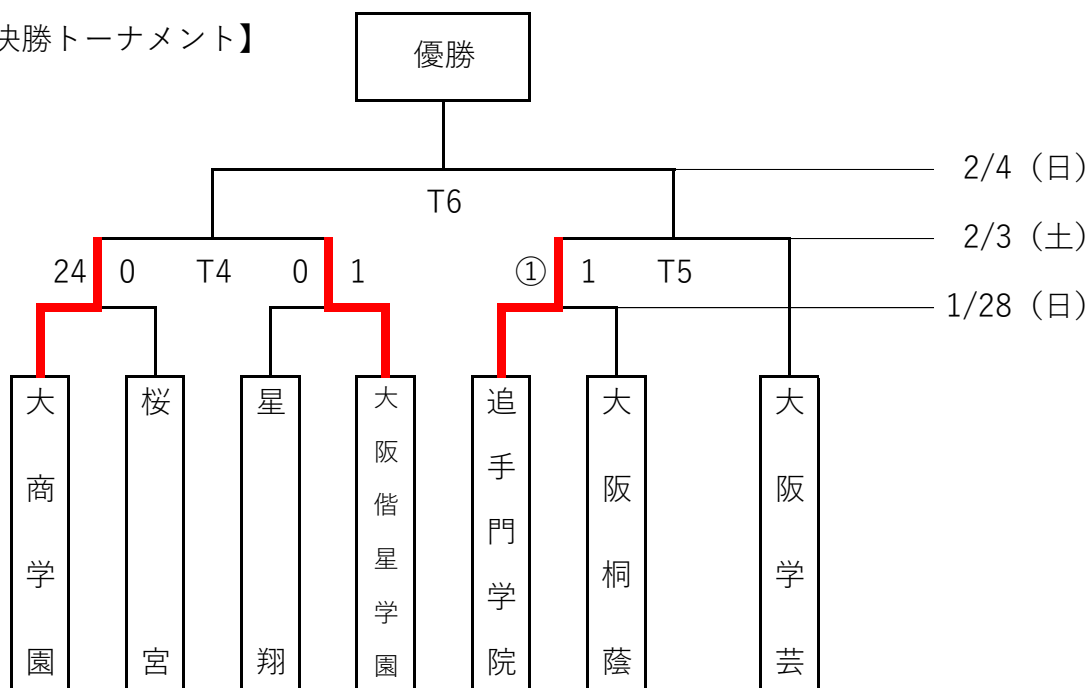 決勝トーナメント】
優勝
2/4（日）
T6
2/3（土）
24 0 T4 0 1 ① 1 T5
1/28（日）
大商学園
桜宮
星翔
大阪偕星学園
追手門学院
大阪桐蔭
大阪学芸